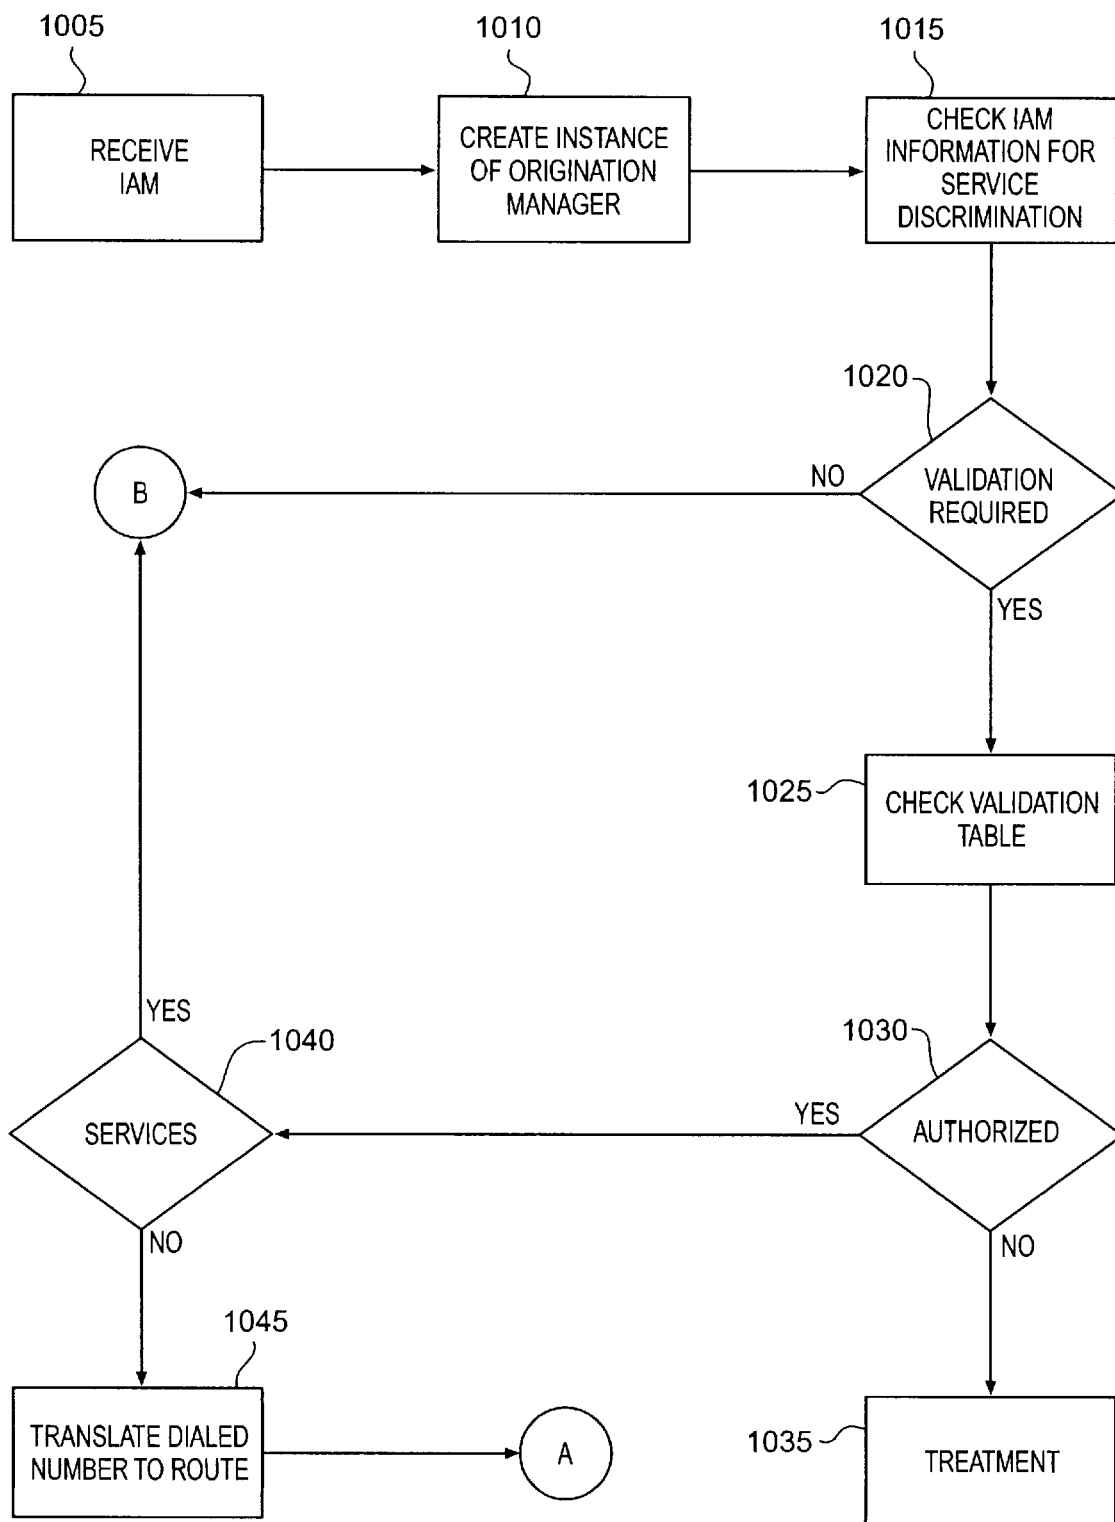 1005
1010
1015
RECEIVE
IAM
CREATE INSTANCE
OF ORIGINATION
MANAGER
CHECK IAM
INFORMATION FOR
SERVICE
DISCRIMINATION
1020
B
NO
VALIDATION
REQUIRED
YES
1025
CHECK VALIDATION
TABLE
YES
1040
1030
SERVICES
YES
AUTHORIZED
NO
NO
1045
TRANSLATE DIALED
NUMBER TO ROUTE
A
1035
TREATMENT